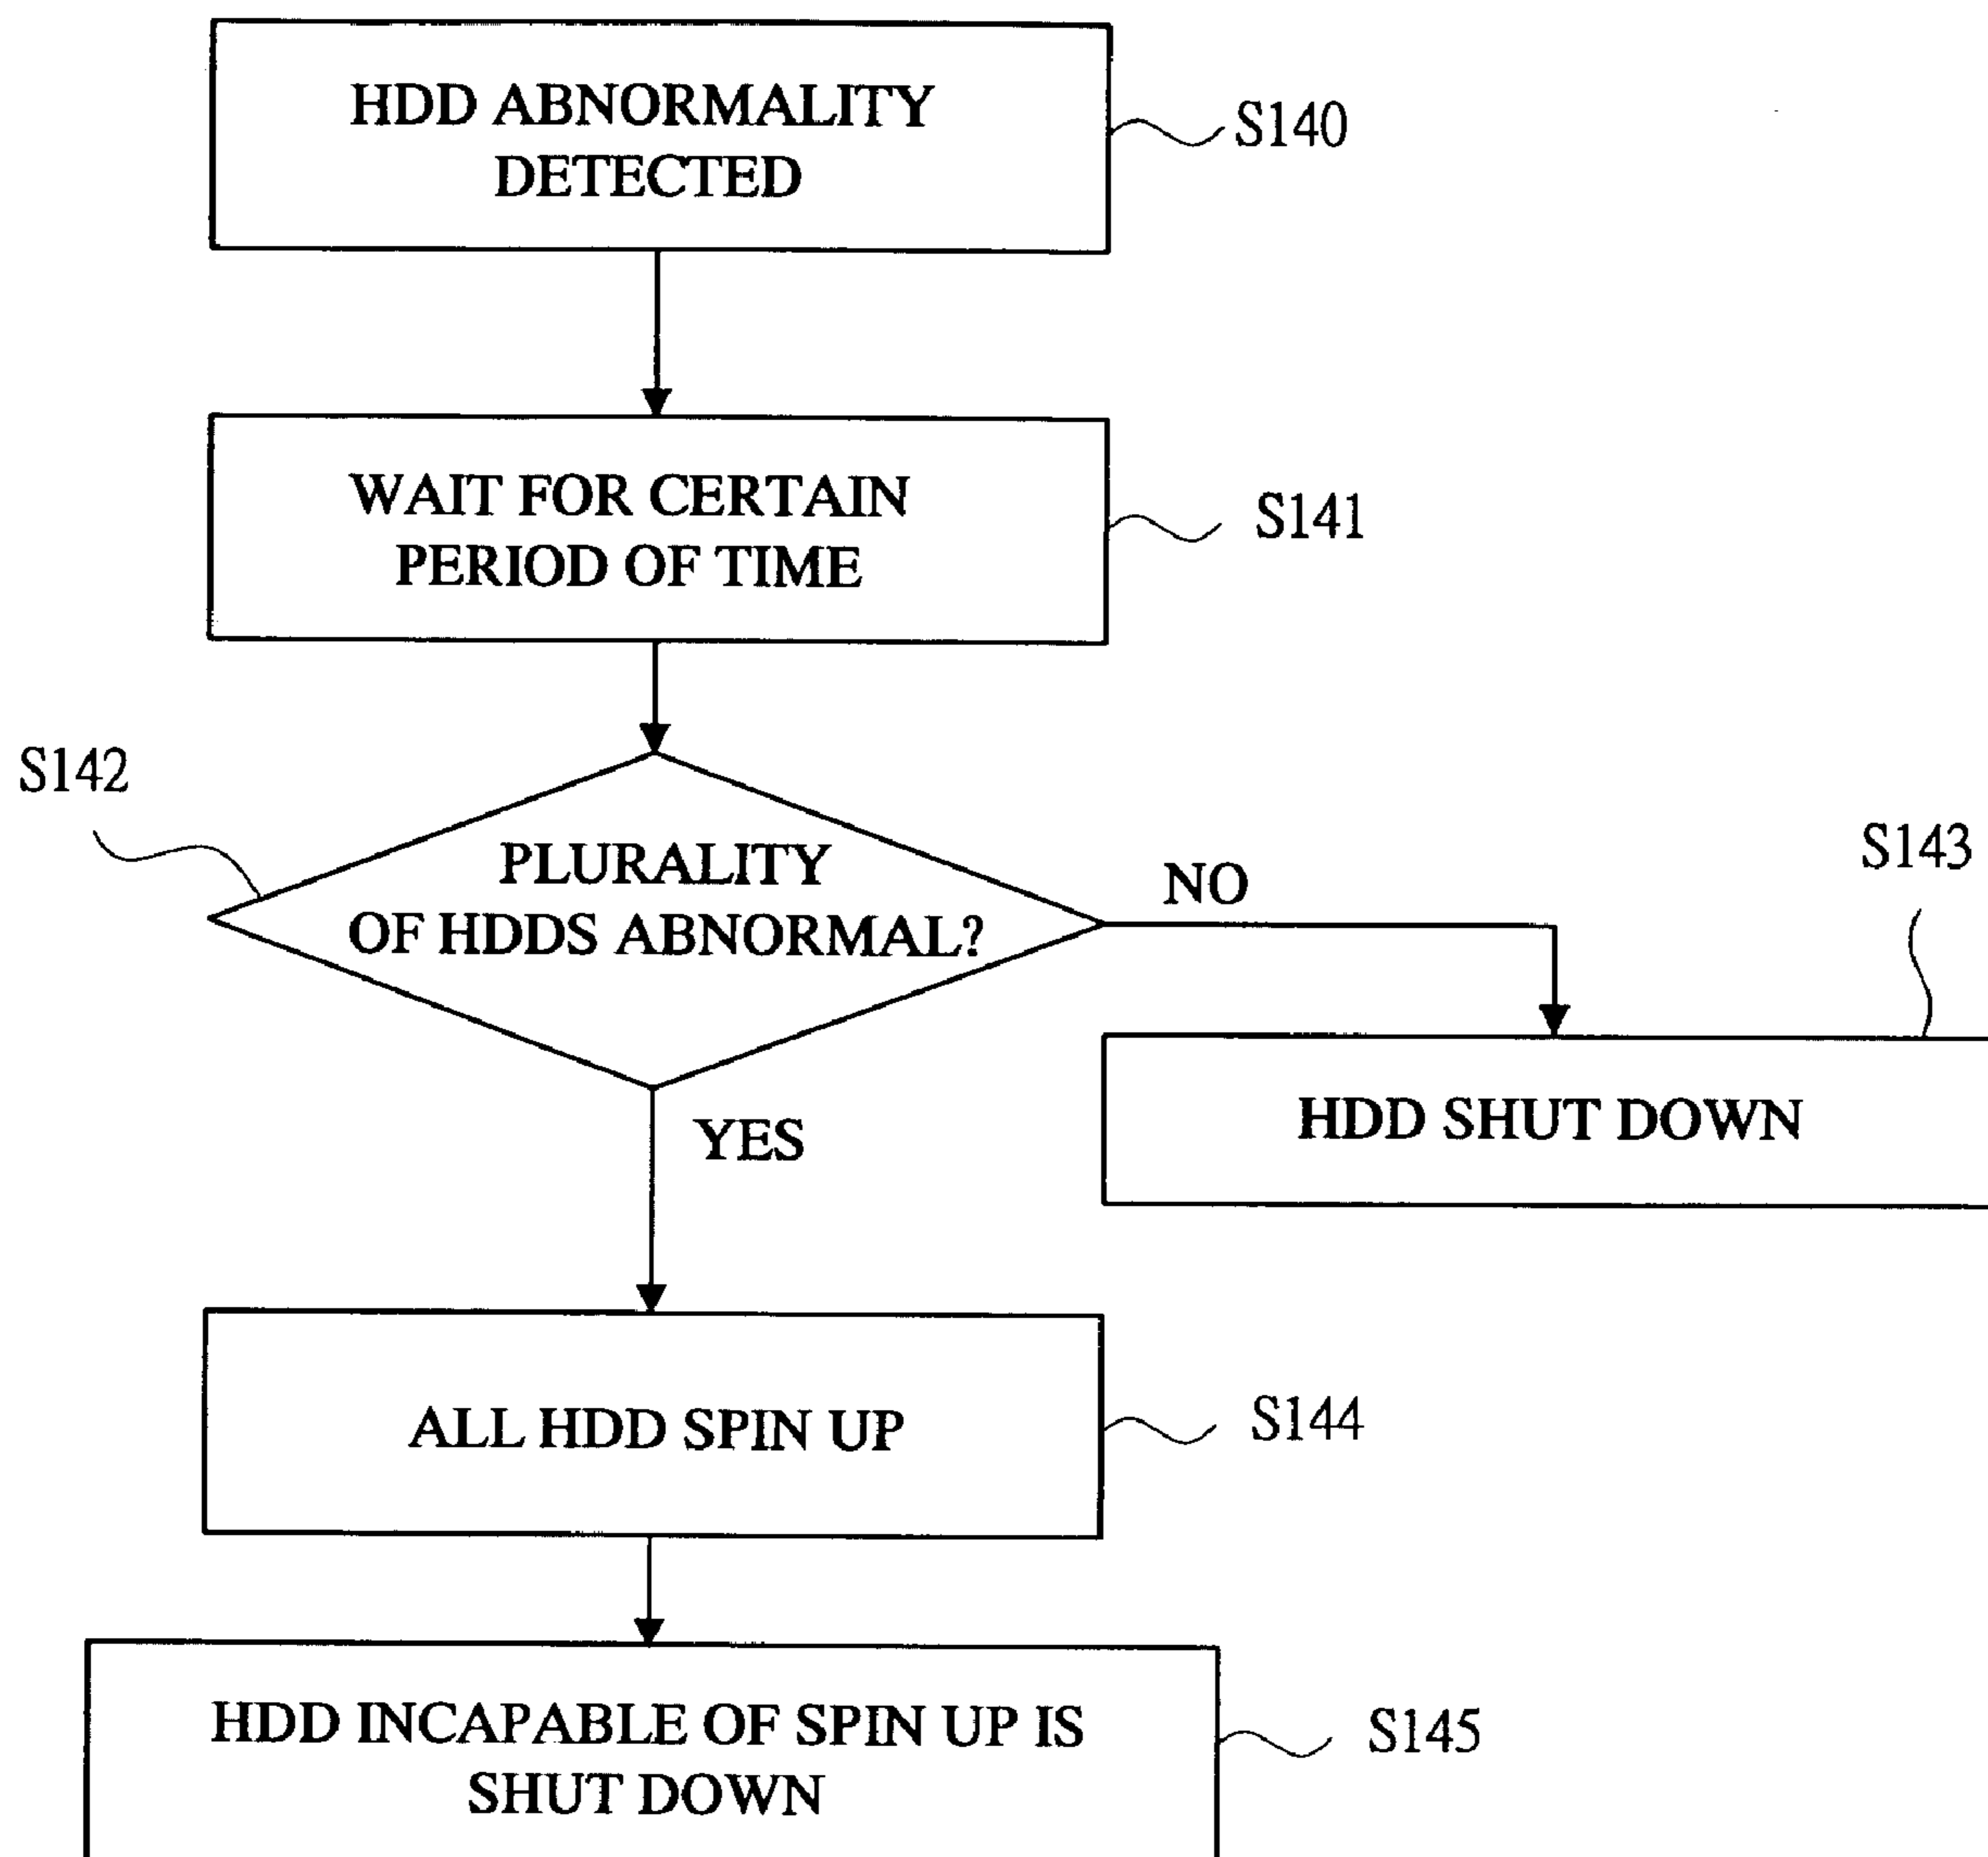 HDD ABNORMALITY
DETECTED
S140
WAIT FOR CERTAIN
PERIOD OF TIME
S141
S142
PLURALITY
OF HDDS ABNORMAL?
NO
S143
HDD SHUT DOWN
YES
ALL HDD SPIN UP
S144
HDD INCAPABLE OF SPIN UP IS
SHUT DOWN
S145